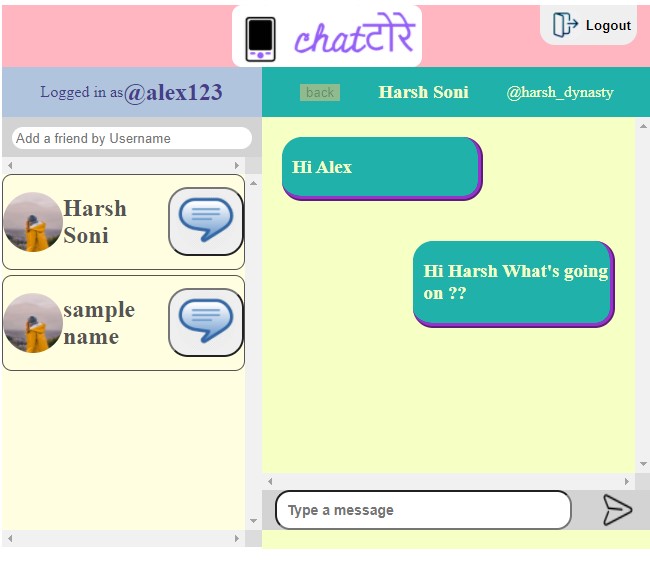 chatटोरे
Logout
Logged in as@alex123
back
Harsh Soni
@harsh_dynasty
Add a friend by Username
Harsh
Soni
sample
name
Hi Alex
Hi Harsh What's going
on ??
Type a message